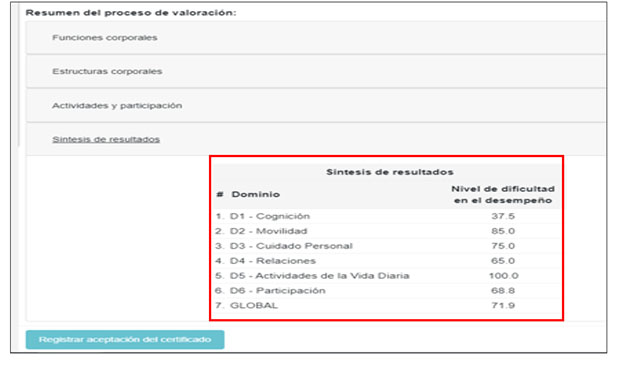 Resumen del proceso de valoración:
Funciones corporales
Estructuras corporales
Actividades y participación
Sintesis de resultados
Sintesis de resultados
# Dominio Nivel de dificultad en el desempeño
1. D1 - Cognición 37.5
2. D2 - Movilidad 85.0
3. D3 - Cuidado Personal 75.0
4. D4 - Relaciones 65.0
5. D5 - Actividades de la Vida Diaria 100.0
6. D6 - Participación 68.8
7. GLOBAL 71.9
Registrar aceptación del certificado